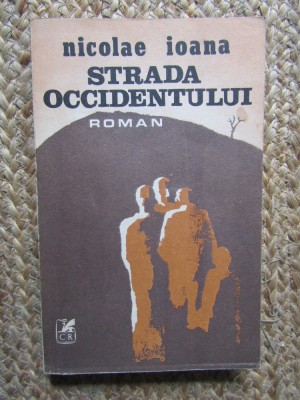 nicolae ioana
STRADA
OCCIDENTULUI
ROMAN
CR